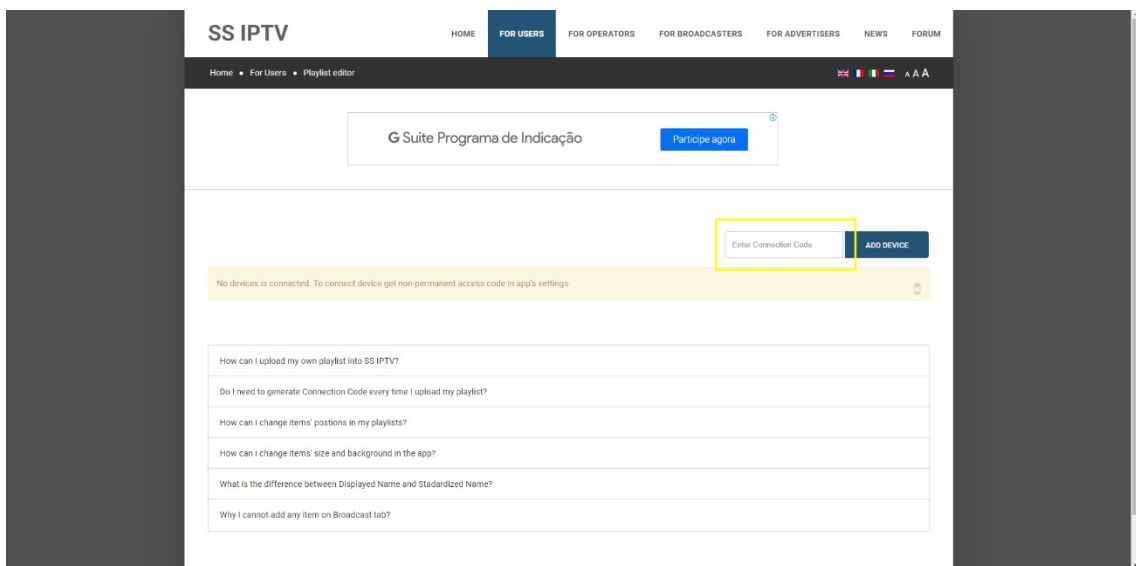 SS IPTV
HOME FOR USERS FOR OPERATORS FOR BROADCASTERS FOR ADVERTISERS NEWS FORUM
Home • For Users • Playlist editor A A A
G Suite Programa de Indicação Participe agora
Enter Connection Code ADD DEVICE
No devices is connected. To connect device get non-permanent access code in app's settings
How can I upload my own playlist into SS IPTV?
Do I need to generate Connection Code every time I upload my playlist?
How can I change items' postions in my playlists?
How can I change items' size and background in the app?
What is the difference between Displayed Name and Stadardized Name?
Why I cannot add any item on Broadcast tab?